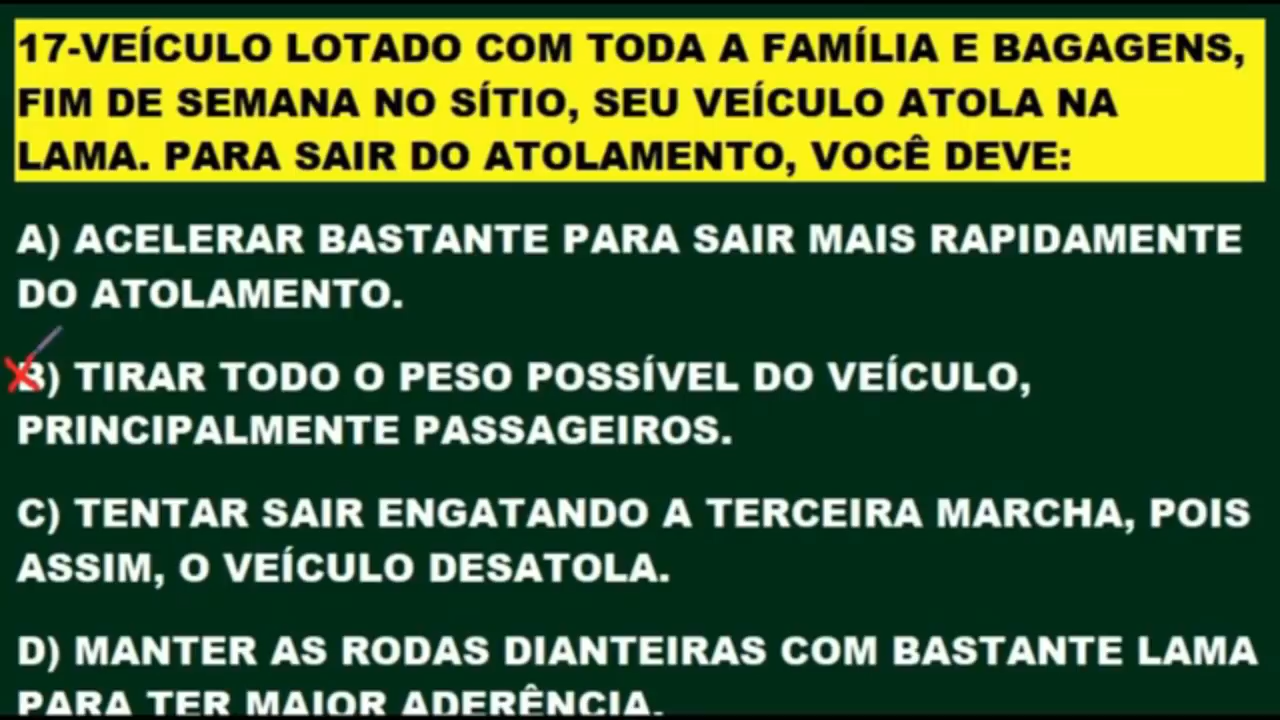 17-VEÍCULO LOTADO COM TODA A FAMÍLIA E BAGAGENS,
FIM DE SEMANA NO SÍTIO, SEU VEÍCULO ATOLA NA
LAMA. PARA SAIR DO ATOLAMENTO, VOCÊ DEVE:
A) ACELERAR BASTANTE PARA SAIR MAIS RAPIDAMENTE
DO ATOLAMENTO.
B) TIRAR TODO O PESO POSSÍVEL DO VEÍCULO,
PRINCIPALMENTE PASSAGEIROS.
C) TENTAR SAIR ENGATANDO A TERCEIRA MARCHA, POIS
ASSIM, O VEÍCULO DESATOLA.
D) MANTER AS RODAS DIANTEIRAS COM BASTANTE LAMA
PARA TER MAIOR ADERÊNCIA.